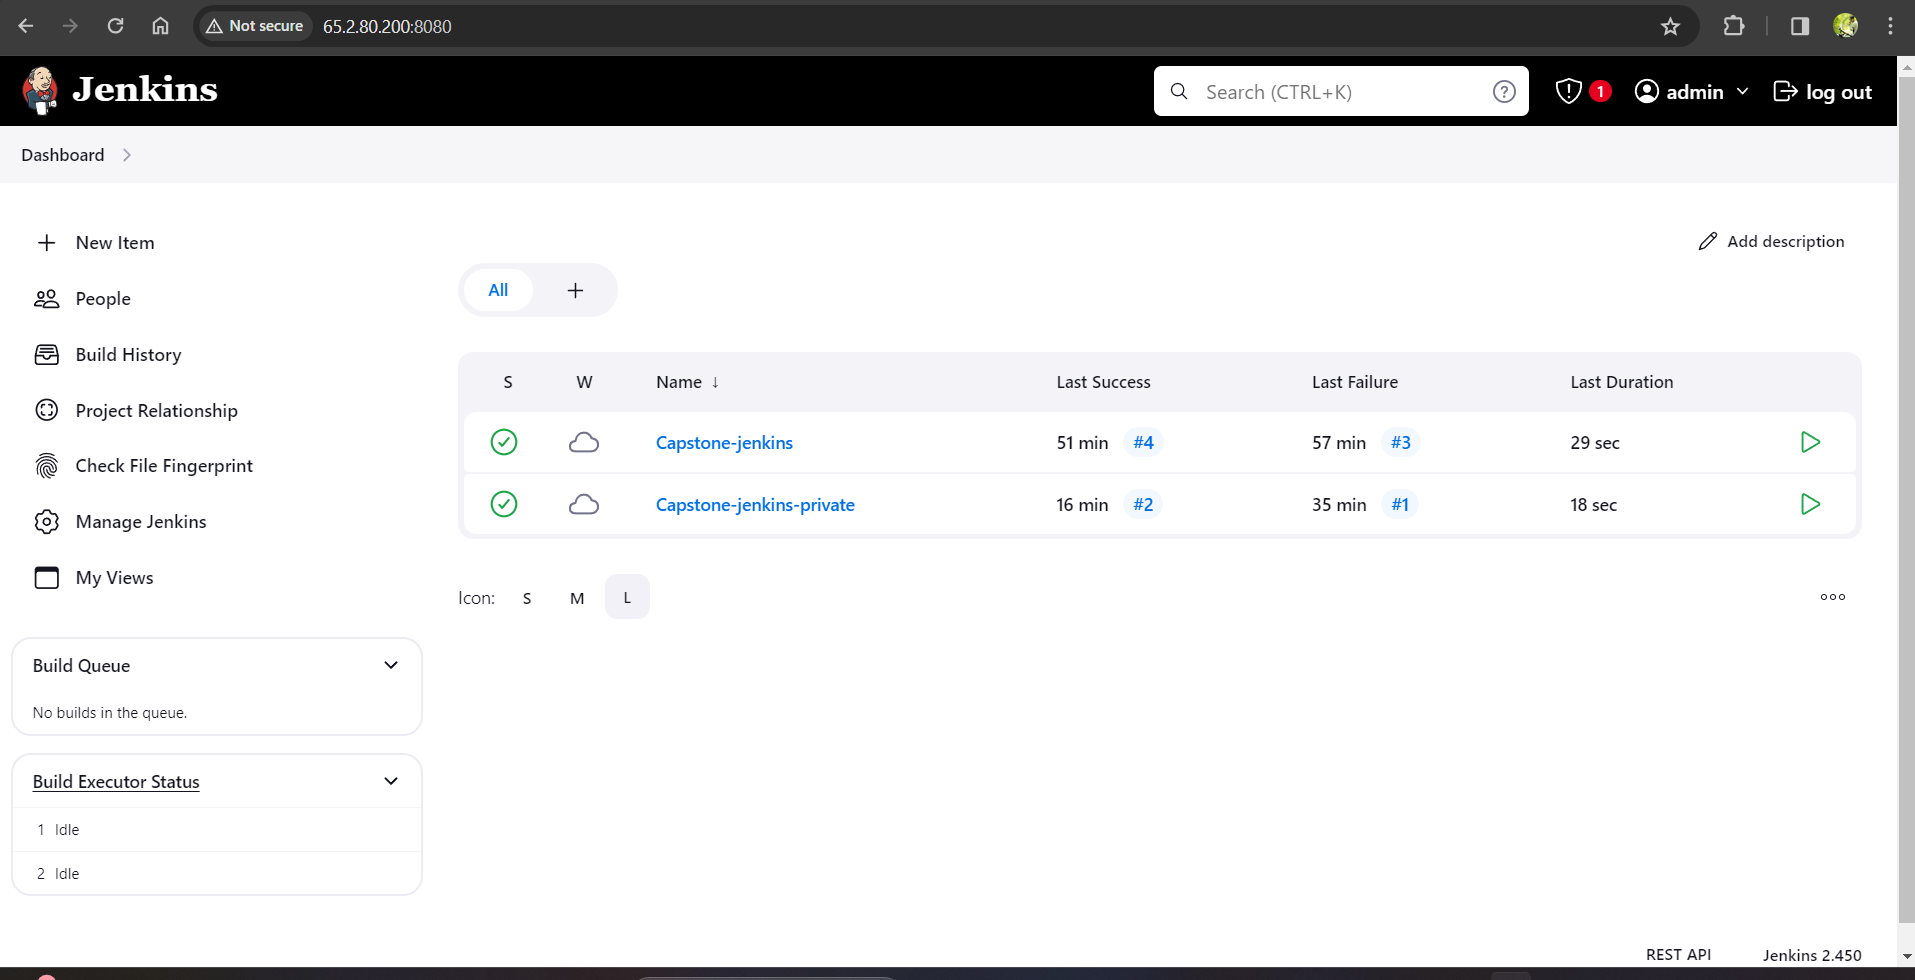 Not secure 65.2.80.200:8080
Jenkins
Search (CTRL+K)
1
admin
log out
Dashboard
New Item
People
Build History
Project Relationship
Check File Fingerprint
Manage Jenkins
My Views
Build Queue
No builds in the queue.
Build Executor Status
1 Idle
2 Idle
Add description
All +
S W Name ↓ Last Success Last Failure Last Duration
Capstone-jenkins 51 min #4 57 min #3 29 sec
Capstone-jenkins-private 16 min #2 35 min #1 18 sec
Icon: S M L
REST API Jenkins 2.450